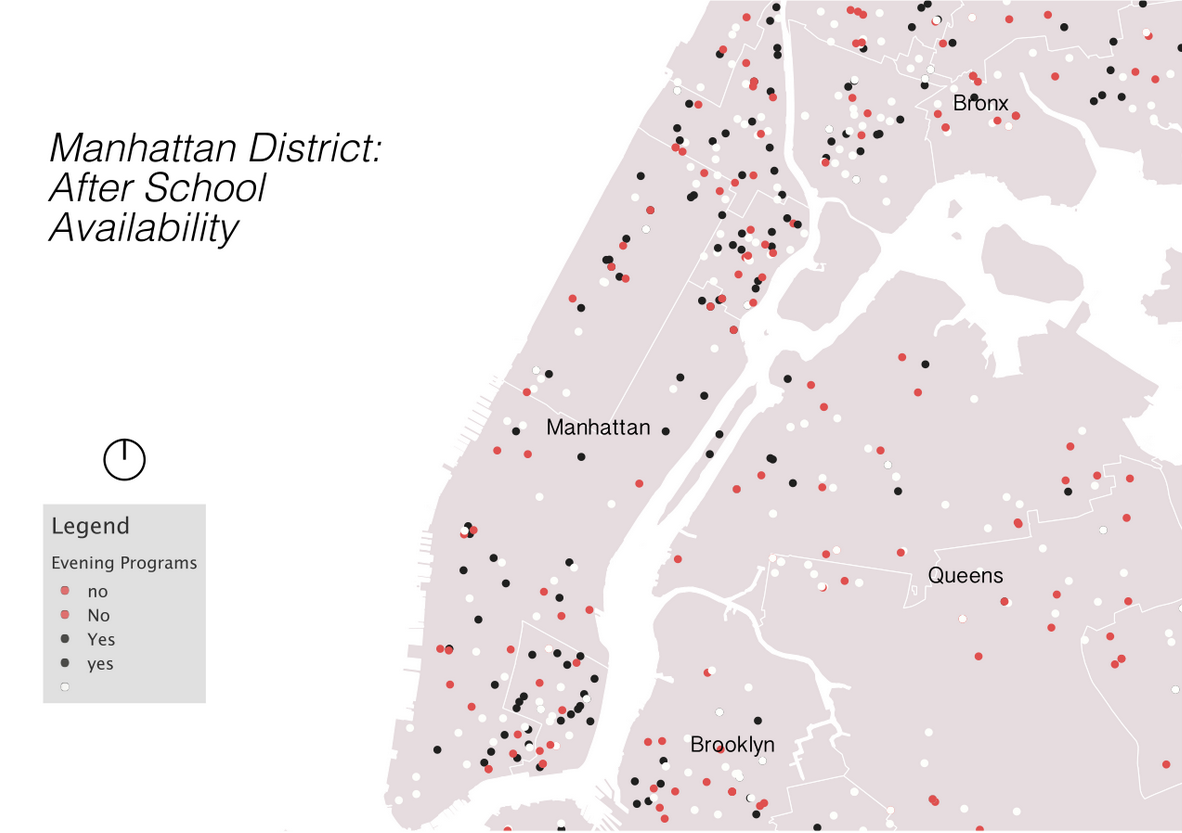 Manhattan District:
After School
Availability
Bronx
Manhattan
Queens
Brooklyn
Legend
Evening Programs
no
No
Yes
yes